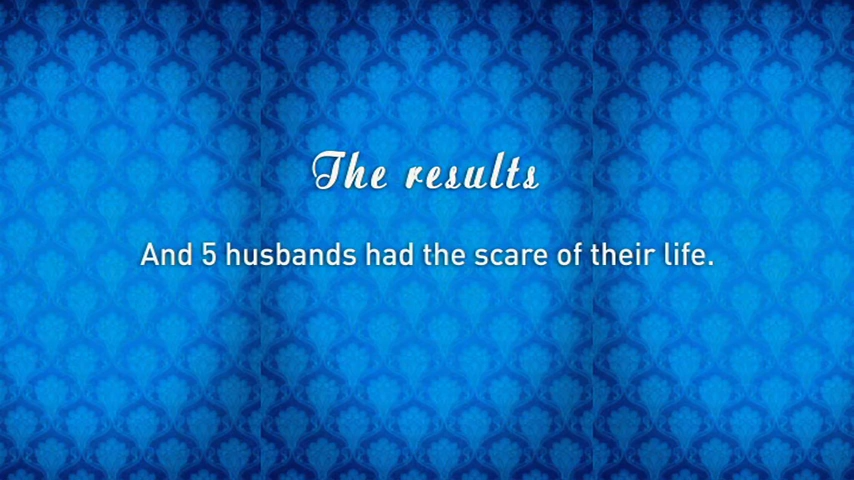 The results
And 5 husbands had the scare of their life.